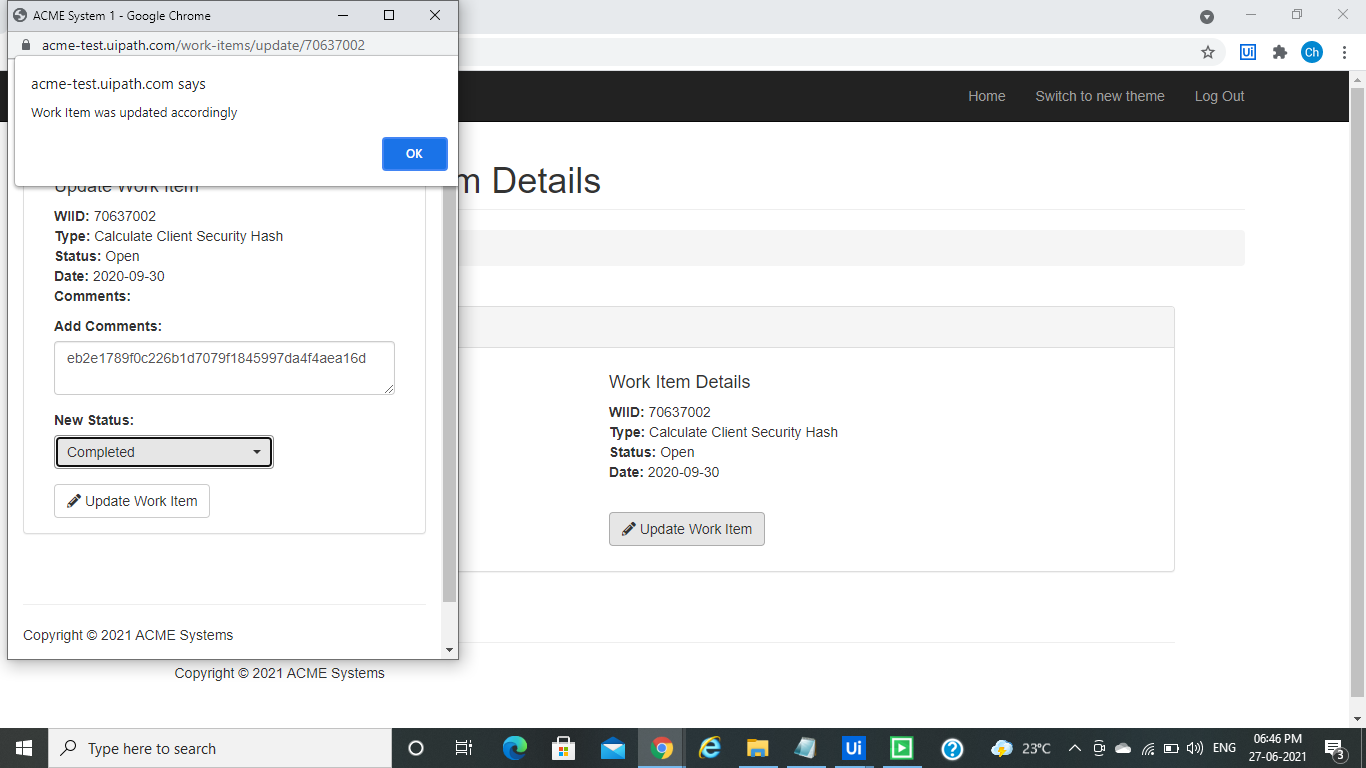 ACME System 1 - Google Chrome
acme-test.uipath.com/work-items/update/70637002
Ch
acme-test.uipath.com says
Work Item was updated accordingly
OK
Home
Switch to new theme
Log Out
m Details
Update Work Item
WIID: 70637002
Type: Calculate Client Security Hash
Status: Open
Date: 2020-09-30
Comments:
Add Comments:
eb2e1789f0c226b1d7079f1845997da4f4aea16d
New Status:
Completed
Update Work Item
Copyright © 2021 ACME Systems
Work Item Details
WIID: 70637002
Type: Calculate Client Security Hash
Status: Open
Date: 2020-09-30
Update Work Item
Copyright © 2021 ACME Systems
Type here to search
Ui
23°C
ENG
06:46 PM
27-06-2021
3